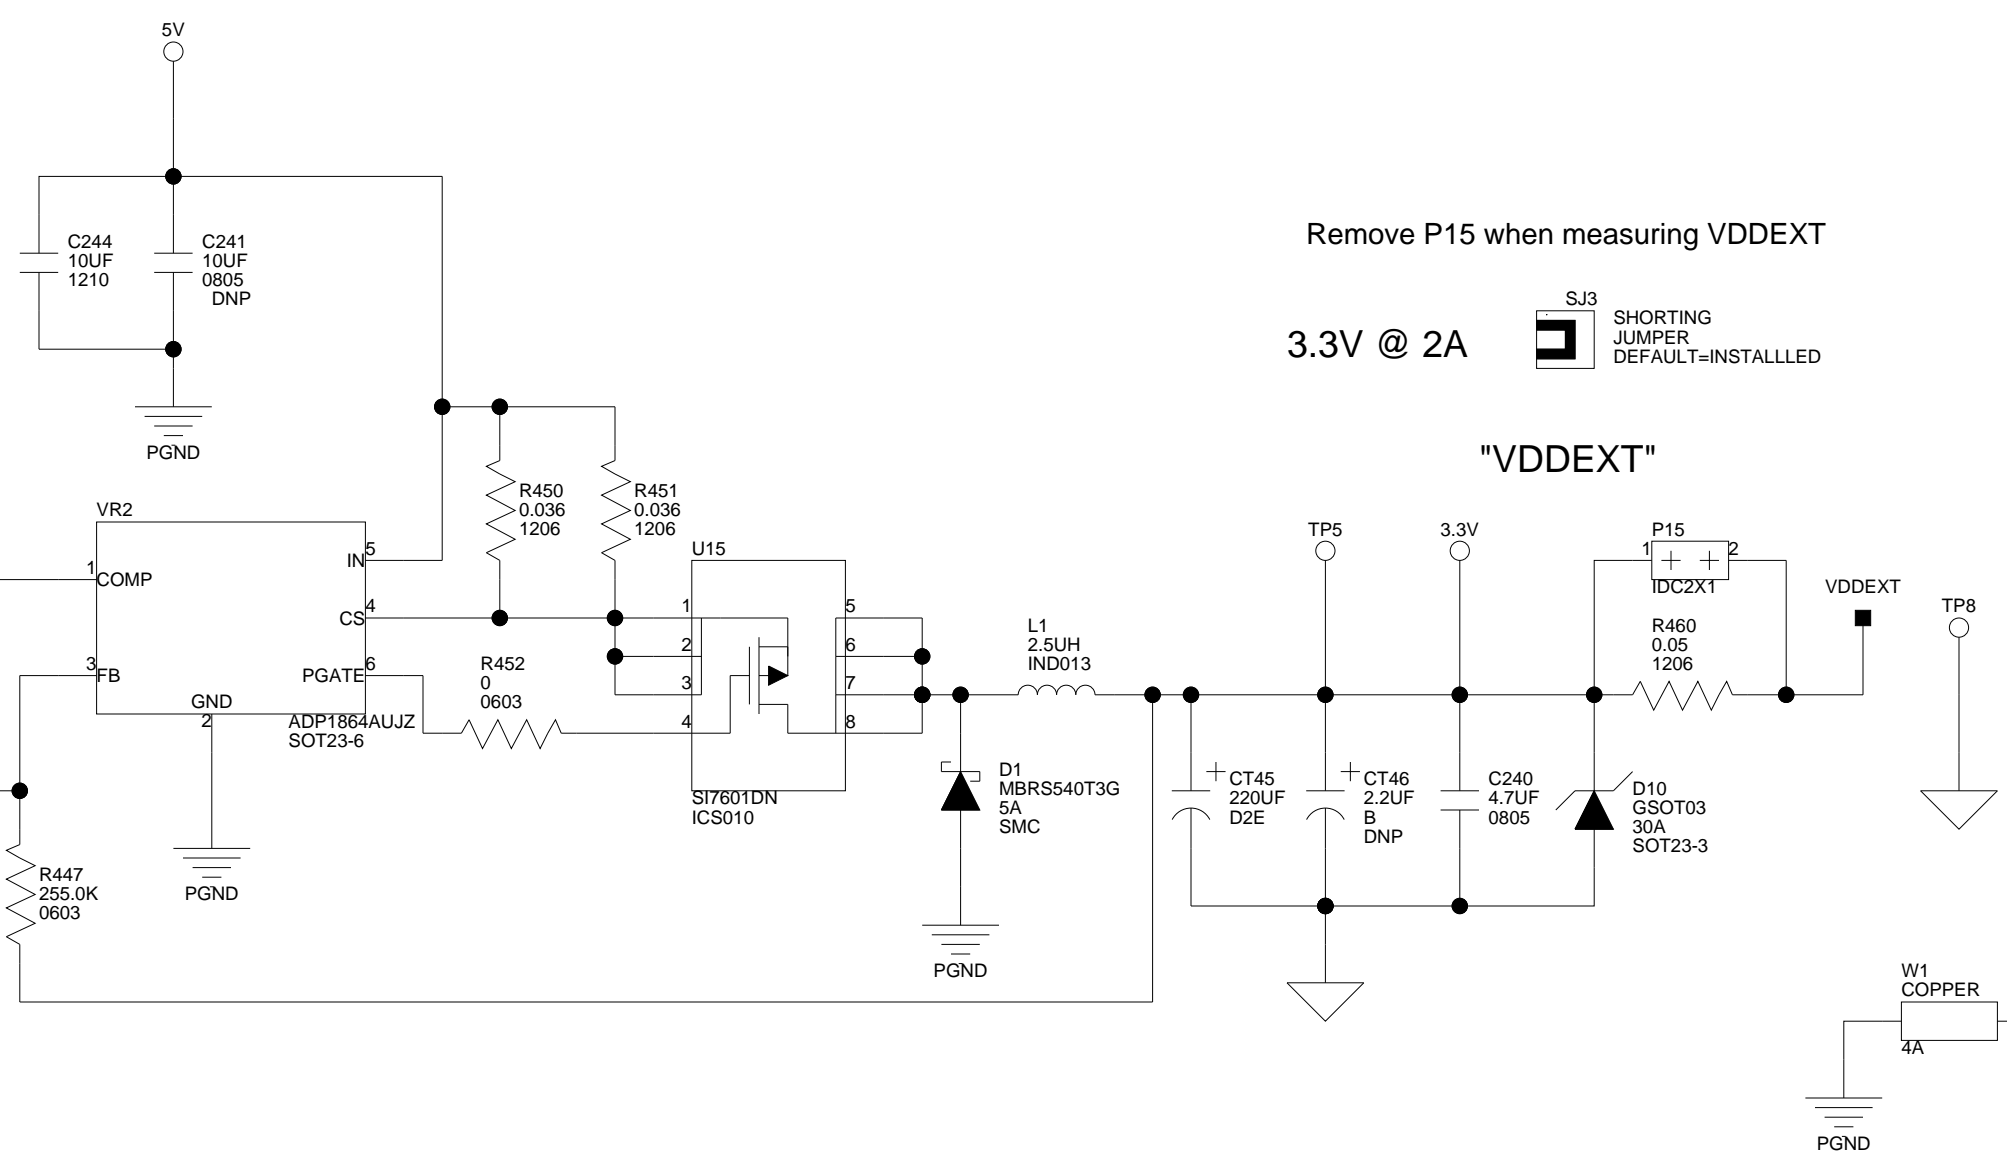 5V
C244
10UF
1210
C241
10UF
0805
DNP
PGND
Remove P15 when measuring VDDEXT
3.3V @ 2A
SJ3
SHORTING
JUMPER
DEFAULT=INSTALLLED
"VDDEXT"
VR2
1
COMP
3
FB
GND
2
IN
5
CS
4
PGATE
6
ADP1864AUJZ
SOT23-6
PGND
R450
0.036
1206
R451
0.036
1206
R452
0
0603
U15
1
2
3
4
5
6
7
8
SI7601DN
ICS010
L1
2.5UH
IND013
D1
MBRS540T3G
5A
SMC
PGND
TP5
3.3V
P15
1
2
IDC2X1
R460
0.05
1206
VDDEXT
TP8
CT45
220UF
D2E
CT46
2.2UF
B
DNP
C240
4.7UF
0805
D10
GSOT03
30A
SOT23-3
R447
255.0K
0603
W1
COPPER
4A
PGND